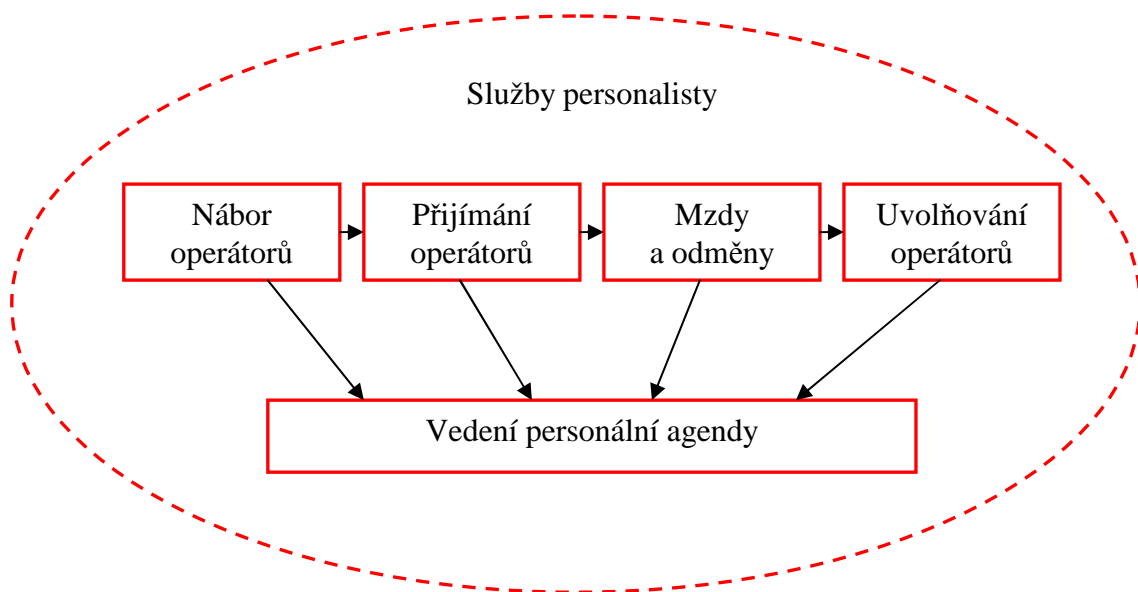 Služby personalisty
Nábor
operátorů
Přijímání
operátorů
Mzdy
a odměny
Uvolňování
operátorů
Vedení personální agendy